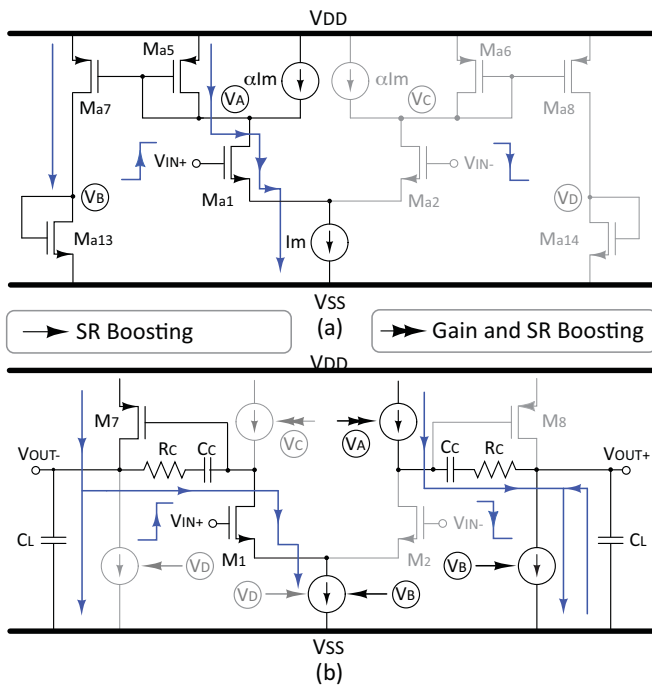 VDD
Ma5
Ma6
αIm
αIm
VA
VC
Ma7
Ma8
VIN+
VIN-
VB
Ma1
Ma2
VD
Ma13
Im
Ma14
VSS
(a)
SR Boosting
Gain and SR Boosting
VDD
M7
M8
VC
VA
VOUT-
RC
CC
CC
RC
VOUT+
VIN+
VIN-
CL
M1
M2
CL
VD
VB
VD
VB
VSS
(b)